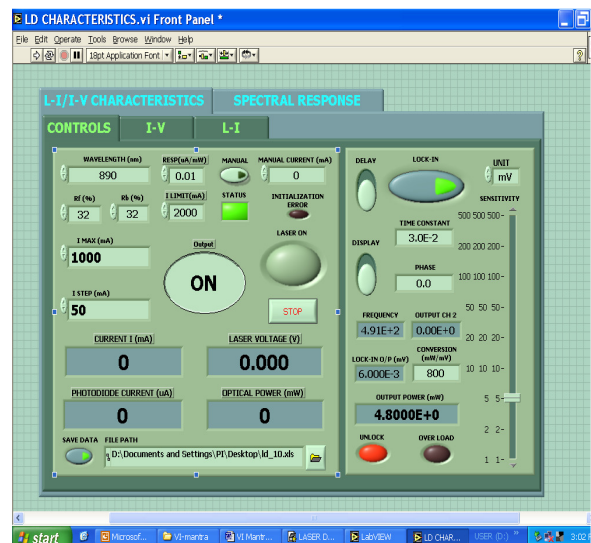 LD CHARACTERISTICS.vi Front Panel *
File Edit Operate Tools Browse Window Help
18pt Application Font
L-I/I-V CHARACTERISTICS SPECTRAL RESPONSE
CONTROLS I-V L-I
WAVELENGTH (nm) RESP(uA/mW) MANUAL MANUAL CURRENT (mA)
890 0.01 0
Rf (%) Rb (%) I LIMIT(mA) STATUS INITIALIZATION ERROR
32 32 2000
I MAX (mA) Output LASER ON
1000
ON
I STEP (mA)
50 STOP
CURRENT I (mA) LASER VOLTAGE (V)
0 0.000
PHOTODIODE CURRENT (uA) OPTICAL POWER (mW)
0 0
SAVE DATA FILE PATH
D:\Documents and Settings\PI\Desktop\ld_10.xls
DELAY LOCK-IN UNIT
mV
SENSITIVITY
TIME CONSTANT 500 500 500-
DISPLAY 3.0E-2 200 200 200-
PHASE 100 100 100-
0.0
FREQUENCY OUTPUT CH 2 50 50 50-
4.91E+2 0.00E+0 20 20 20-
LOCK-IN O/P (mV) CONVERSION (mW/mV) 10 10 10-
6.000E-3 800
OUTPUT POWER (mW) 5 5-
4.8000E+0
UNLOCK OVER LOAD 2 2-
1 1-
start Microsof... VI-mantra VI Mantr... LASER D... LabVIEW LD CHAR... USER (D:) » 3:02